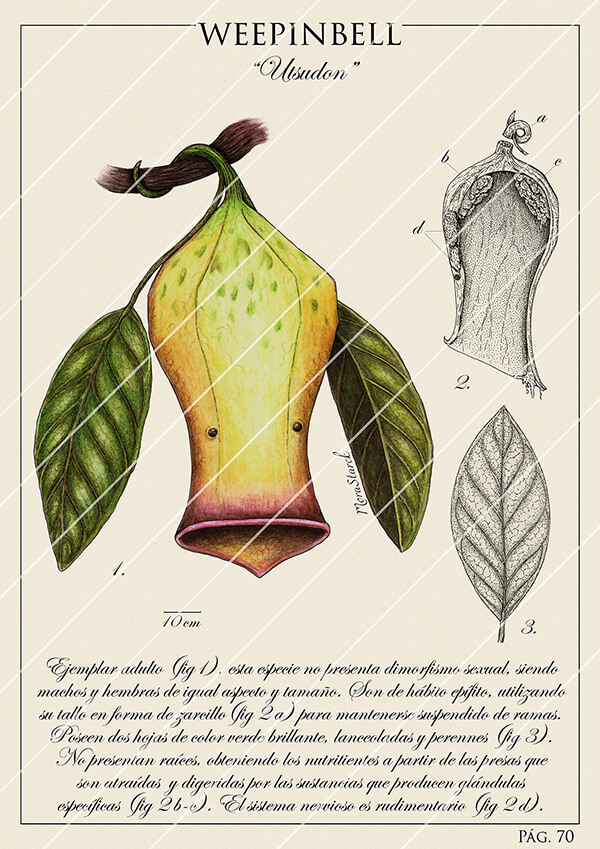 WEEPINBELL
"Utsudon"
a
b
c
d
2.
MoraStarck
1.
3.
10 cm
Ejemplar adulto (fig 1). esta especie no presenta dimorfismo sexual, siendo
machos y hembras de igual aspecto y tamaño. Son de hábito epífito, utilizando
su tallo en forma de zarcillo (fig 2 a) para mantenerse suspendido de ramas.
Poseen dos hojas de color verde brillante, lanceoladas y perennes (fig 3).
No presentan raíces, obteniendo los nutritientes a partir de las presas que
son atraídas y digeridas por las sustancias que producen glándulas
específicas (fig 2 b-c). El sistema nervioso es rudimentario (fig 2 d).
PÁG. 70